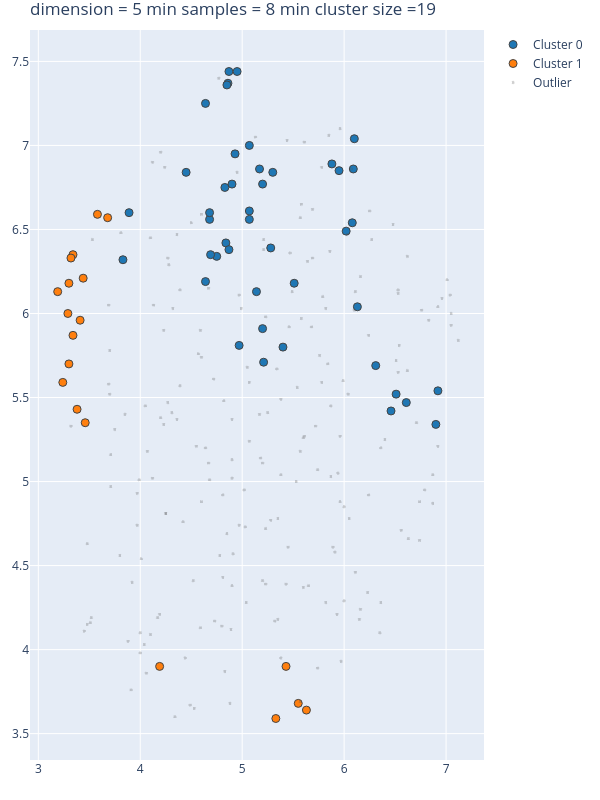 dimension = 5 min samples = 8 min cluster size =19
Cluster 0
Cluster 1
Outlier
7.5
7
6.5
6
5.5
5
4.5
4
3.5
3 4 5 6 7